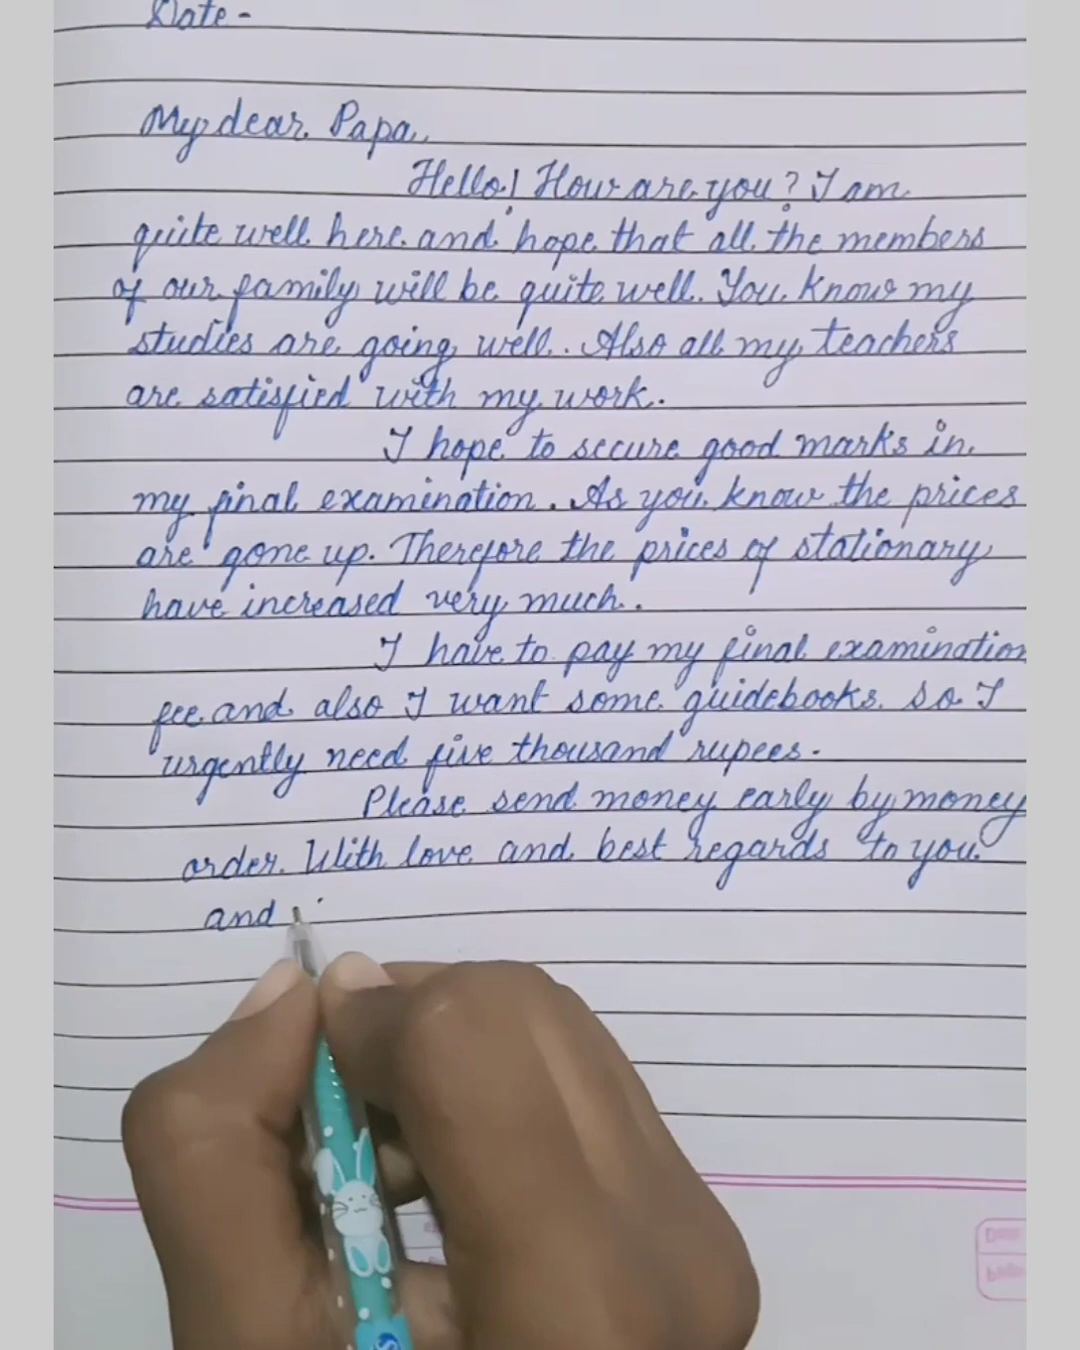 Date -
My dear Papa,
Hello! How are you? I am
quite well here and hope that all the members
of our family will be quite well. You know my
studies are going well. Also all my teachers
are satisfied with my work.
I hope to secure good marks in
my final examination. As you know the prices
are gone up. Therefore the prices of stationary
have increased very much.
I have to pay my final examination
fee and also I want some guidebooks. So I
urgently need five thousand rupees.
Please send money early by money
order. With love and best regards to you
and